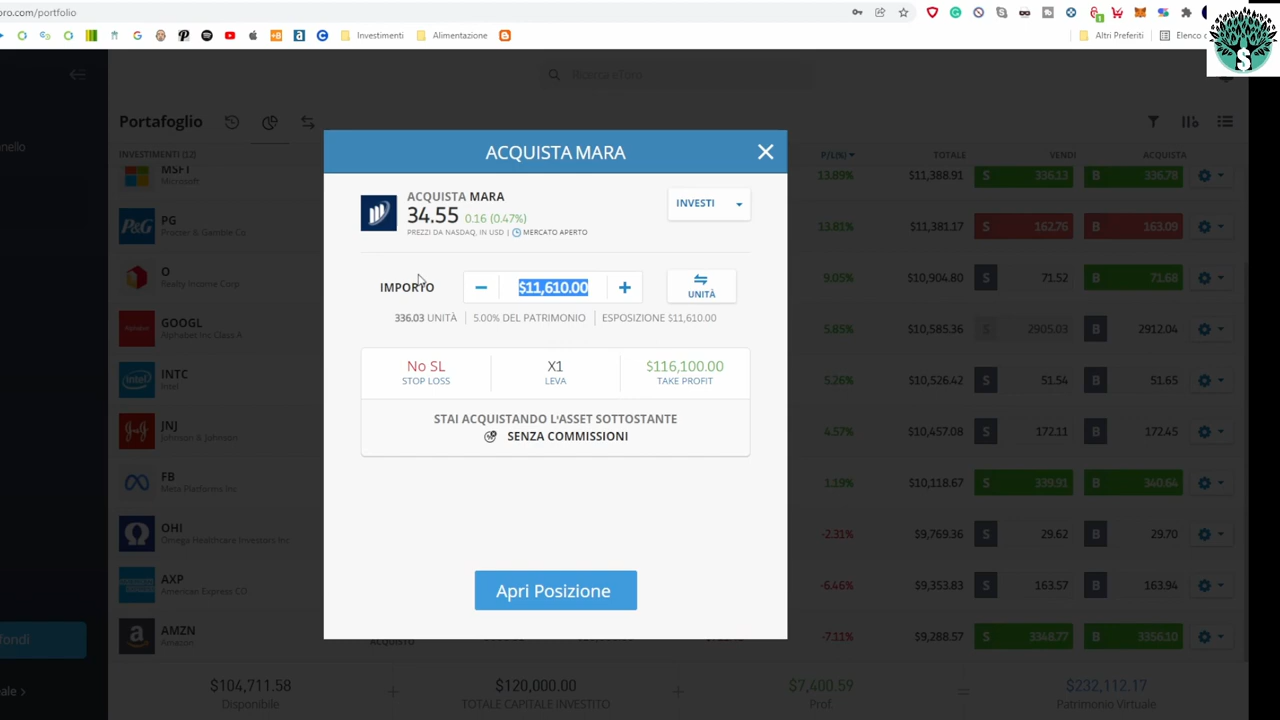 oro.com/portfolio
Investimenti
Alimentazione
Altri Preferiti
Elenco
Ricerca eToro
nello
Portafoglio
INVESTIMENTI (12)
P/L(%)
TOTALE
VENDI
ACQUISTA
MSFT
Microsoft
13.89%
$11,388.91
S 336.13
B 336.78
PG
Procter & Gamble Co
13.81%
$11,381.17
S 162.76
B 163.09
O
Realty Income Corp
9.05%
$10,904.80
S 71.52
B 71.68
GOOGL
Alphabet Inc Class A
5.85%
$10,585.36
S 2905.03
B 2912.04
INTC
Intel
5.26%
$10,526.42
S 51.54
B 51.65
JNJ
Johnson & Johnson
4.57%
$10,457.08
S 172.11
B 172.45
FB
Meta Platforms Inc
1.19%
$10,118.67
S 339.91
B 340.64
OHI
Omega Healthcare Investors Inc
-2.31%
$9,769.36
S 29.62
B 29.70
AXP
American Express CO
-6.46%
$9,353.83
S 163.57
B 163.94
AMZN
Amazon
-7.11%
$9,288.57
S 3348.77
B 3356.10
ACQUISTA MARA
ACQUISTA MARA
34.55 0.16 (0.47%)
PREZZI DA NASDAQ, IN USD | MERCATO APERTO
INVESTI
IMPORTO
− $11,610.00 +
UNITÀ
336.03 UNITÀ | 5.00% DEL PATRIMONIO | ESPOSIZIONE $11,610.00
No SL
STOP LOSS
X1
LEVA
$116,100.00
TAKE PROFIT
STAI ACQUISTANDO L'ASSET SOTTOSTANTE
SENZA COMMISSIONI
Apri Posizione
fondi
ale >
$104,711.58
Disponibile
+
$120,000.00
TOTALE CAPITALE INVESTITO
+
$7,400.59
Prof.
=
$232,112.17
Patrimonio Virtuale